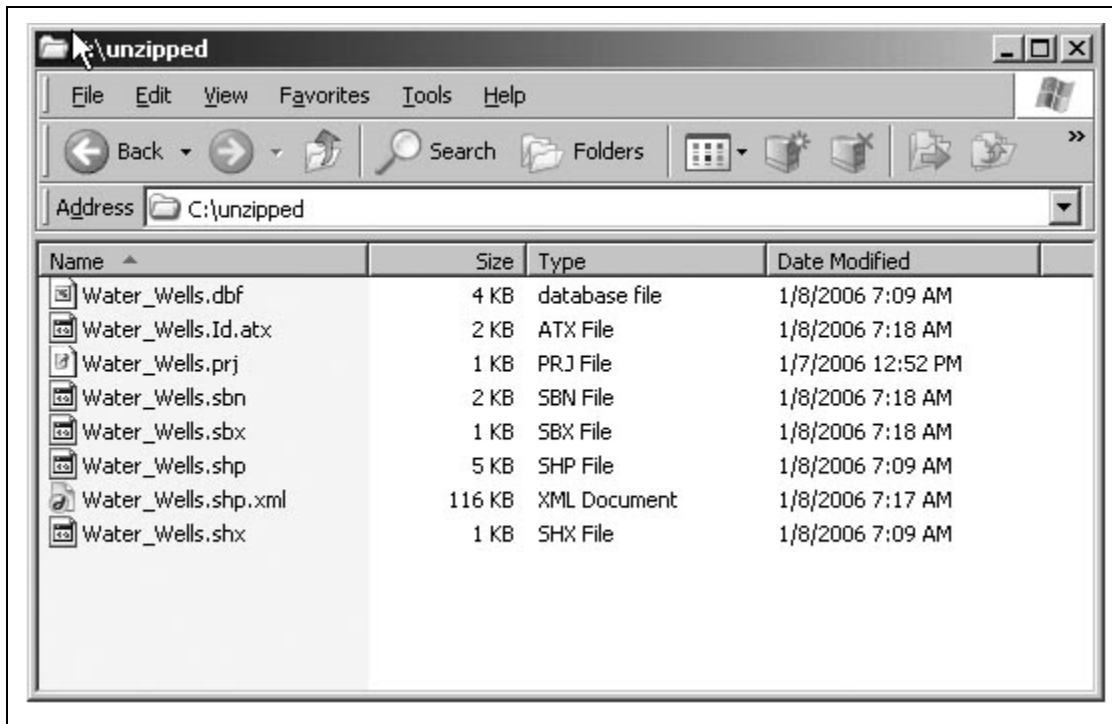 :\unzipped
File Edit View Favorites Tools Help
Back Search Folders »
Address C:\unzipped
Name Size Type Date Modified
Water_Wells.dbf 4 KB database file 1/8/2006 7:09 AM
Water_Wells.Id.atx 2 KB ATX File 1/8/2006 7:18 AM
Water_Wells.prj 1 KB PRJ File 1/7/2006 12:52 PM
Water_Wells.sbn 2 KB SBN File 1/8/2006 7:18 AM
Water_Wells.sbx 1 KB SBX File 1/8/2006 7:18 AM
Water_Wells.shp 5 KB SHP File 1/8/2006 7:09 AM
Water_Wells.shp.xml 116 KB XML Document 1/8/2006 7:17 AM
Water_Wells.shx 1 KB SHX File 1/8/2006 7:09 AM